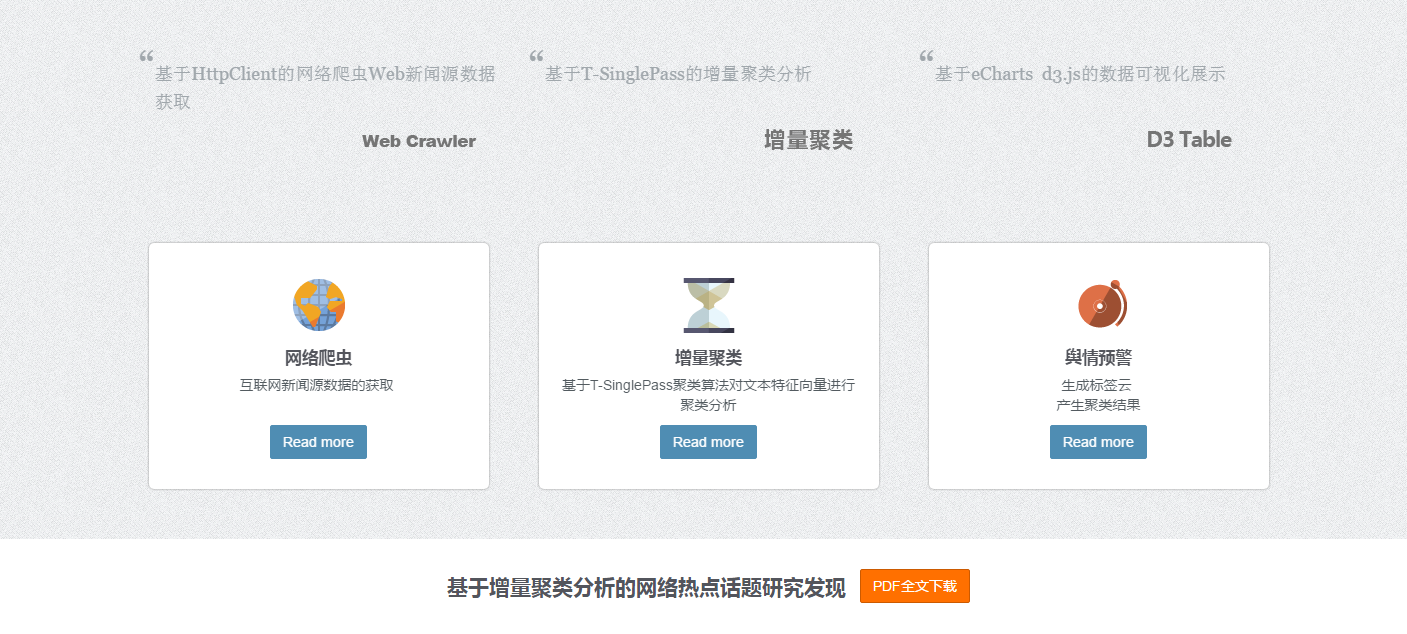 “
基于HttpClient的网络爬虫Web新闻源数据
获取
Web Crawler
“
基于T-SinglePass的增量聚类分析
增量聚类
“
基于eCharts d3.js的数据可视化展示
D3 Table
网络爬虫
互联网新闻源数据的获取
Read more
增量聚类
基于T-SinglePass聚类算法对文本特征向量进行
聚类分析
Read more
舆情预警
生成标签云
产生聚类结果
Read more
基于增量聚类分析的网络热点话题研究发现
PDF全文下载